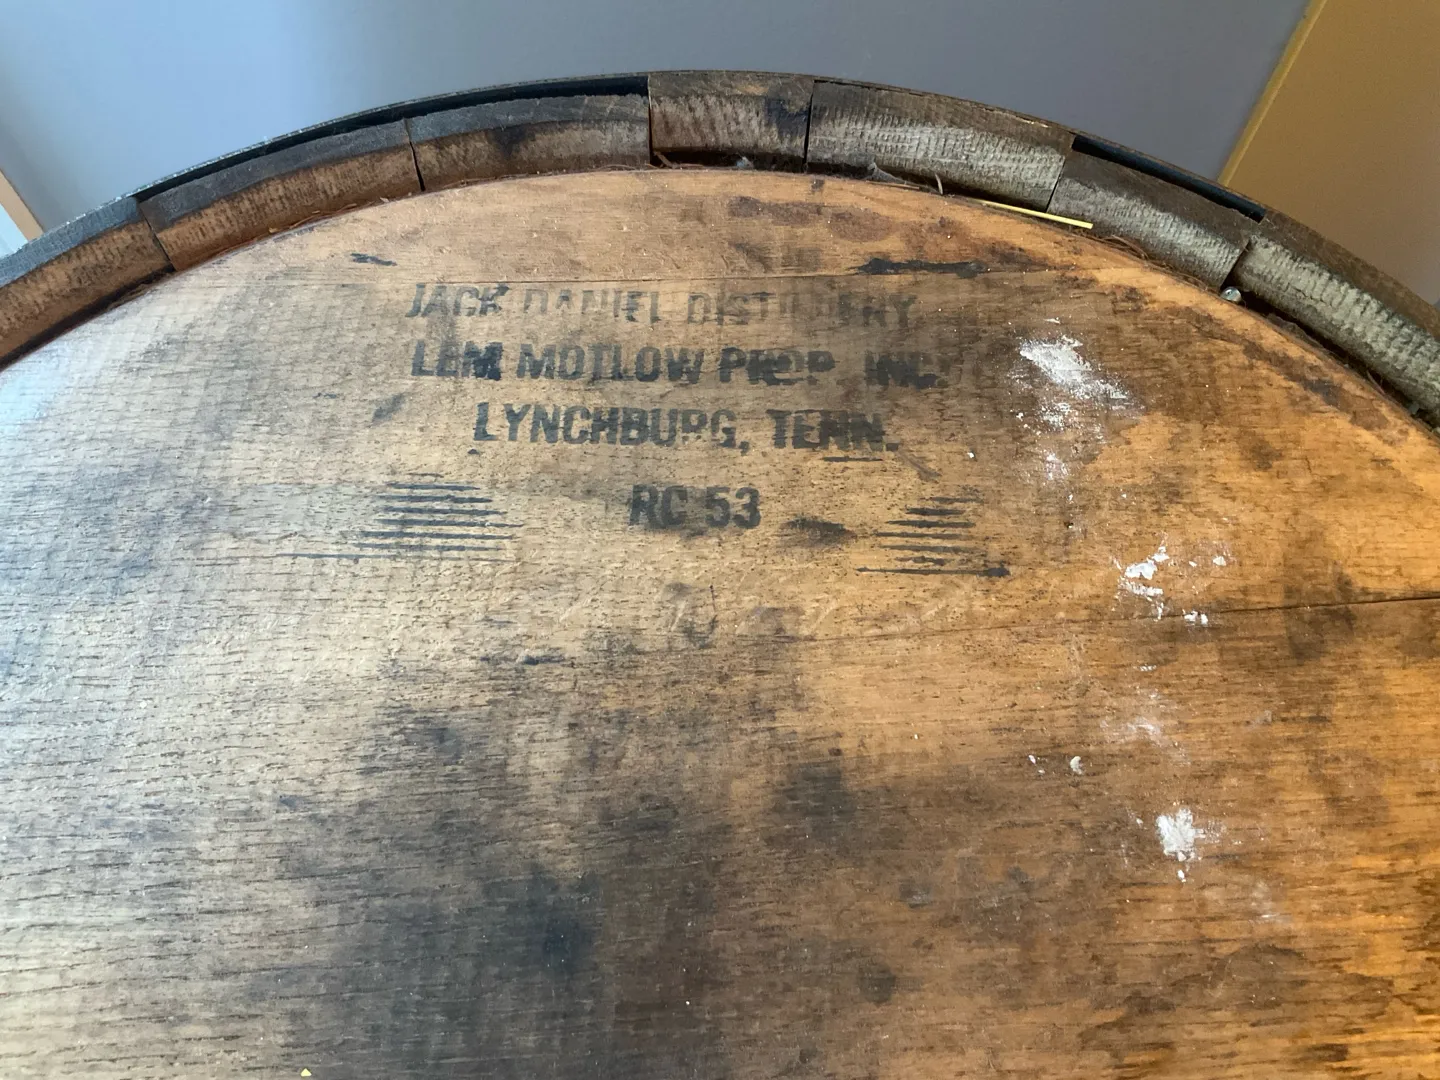 JACK DANIEL DISTILLERY
LEM MOTLOW PROP. INC.
LYNCHBURG, TENN.
RC 53